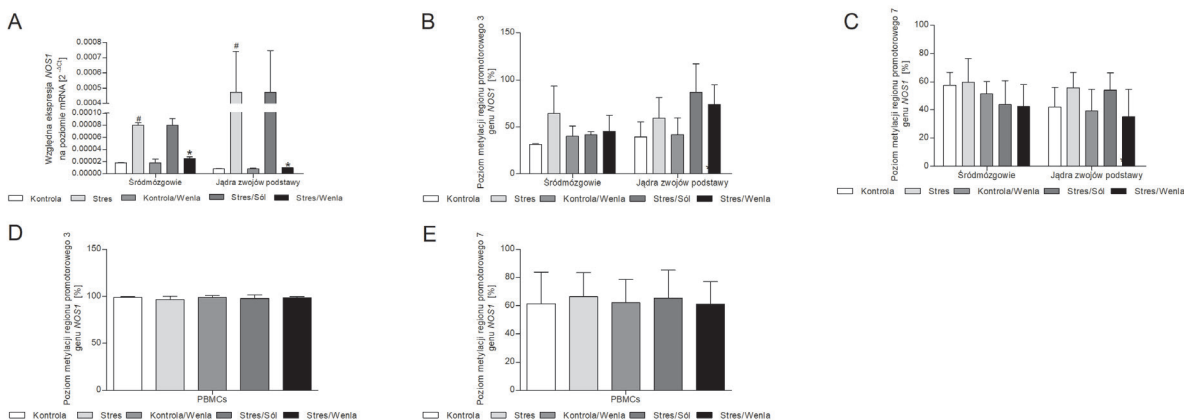 A
Względna ekspresja NOS1
na poziomie mRNA [2 -ΔCt]
0.0008
0.0007
0.0006
0.0005
0.0004
0.00010
0.00008
0.00006
0.00004
0.00002
0.00000
#
*
#
*
Śródmózgowie
Jądra zwojów podstawy
Kontrola
Stres
Kontrola/Wenla
Stres/Sól
Stres/Wenla
B
Poziom metylacji regionu promotorowego 3
genu NOS1 [%]
150
100
50
0
Śródmózgowie
Jądra zwojów podstawy
Kontrola
Stres
Kontrola/Wenla
Stres/Sól
Stres/Wenla
C
Poziom metylacji regionu promotorowego 7
genu NOS1 [%]
100
80
60
40
20
0
Śródmózgowie
Jądra zwojów podstawy
Kontrola
Stres
Kontrola/Wenla
Stres/Sól
Stres/Wenla
D
Poziom metylacji regionu promotorowego 3
genu NOS1 [%]
150
100
50
0
PBMCs
Kontrola
Stres
Kontrola/Wenla
Stres/Sól
Stres/Wenla
E
Poziom metylacji regionu promotorowego 7
genu NOS1 [%]
100
80
60
40
20
0
PBMCs
Kontrola
Stres
Kontrola/Wenla
Stres/Sól
Stres/Wenla